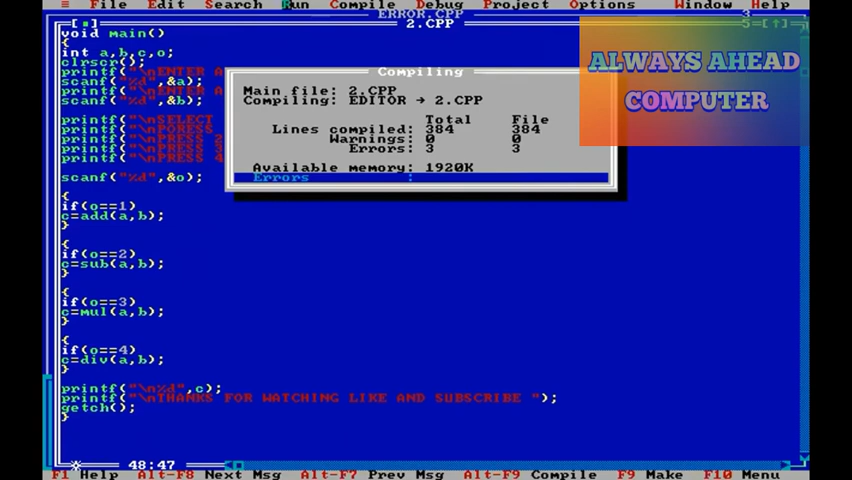 ≡ File Edit Search Run Compile Debug Project Options Window Help
ERROR.CPP 3
[■] 2.CPP 5=[↑]
void main()
{
int a,b,c,o;
clrscr();
printf("\nENTER A
scanf("%d",&a);
printf("\nENTER A
scanf("%d",&b);
printf("\nSELECT
printf("\nPORESS
printf("\nPRESS 2
printf("\nPRESS 3
printf("\nPRESS 4
scanf("%d",&o);
{
if(o==1)
c=add(a,b);
}
{
if(o==2)
c=sub(a,b);
}
{
if(o==3)
c=mul(a,b);
}
{
if(o==4)
c=div(a,b);
}
printf("\n%d",c);
printf("\nTHANKS FOR WATCHING LIKE AND SUBSCRIBE ");
getch();
}
Compiling
Main file: 2.CPP
Compiling: EDITOR → 2.CPP
Total File
Lines compiled: 384 384
Warnings: 0 0
Errors: 3 3
Available memory: 1920K
Errors :
ALWAYS AHEAD
COMPUTER
48:47
F1 Help Alt-F8 Next Msg Alt-F7 Prev Msg Alt-F9 Compile F9 Make F10 Menu